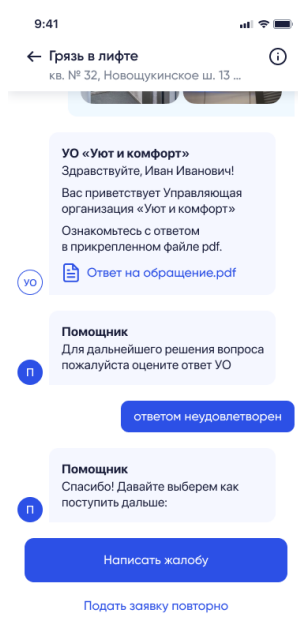 9:41
Грязь в лифте
кв. № 32, Новощукинское ш. 13 ...
УО «Уют и комфорт»
Здравствуйте, Иван Иванович!
Вас приветствует Управляющая
организация «Уют и комфорт»
Ознакомьтесь с ответом
в прикрепленном файле pdf.
Ответ на обращение.pdf
УО
Помощник
Для дальнейшего решения вопроса
пожалуйста оцените ответ УО
П
ответом неудовлетворен
Помощник
Спасибо! Давайте выберем как
поступить дальше:
П
Написать жалобу
Подать заявку повторно